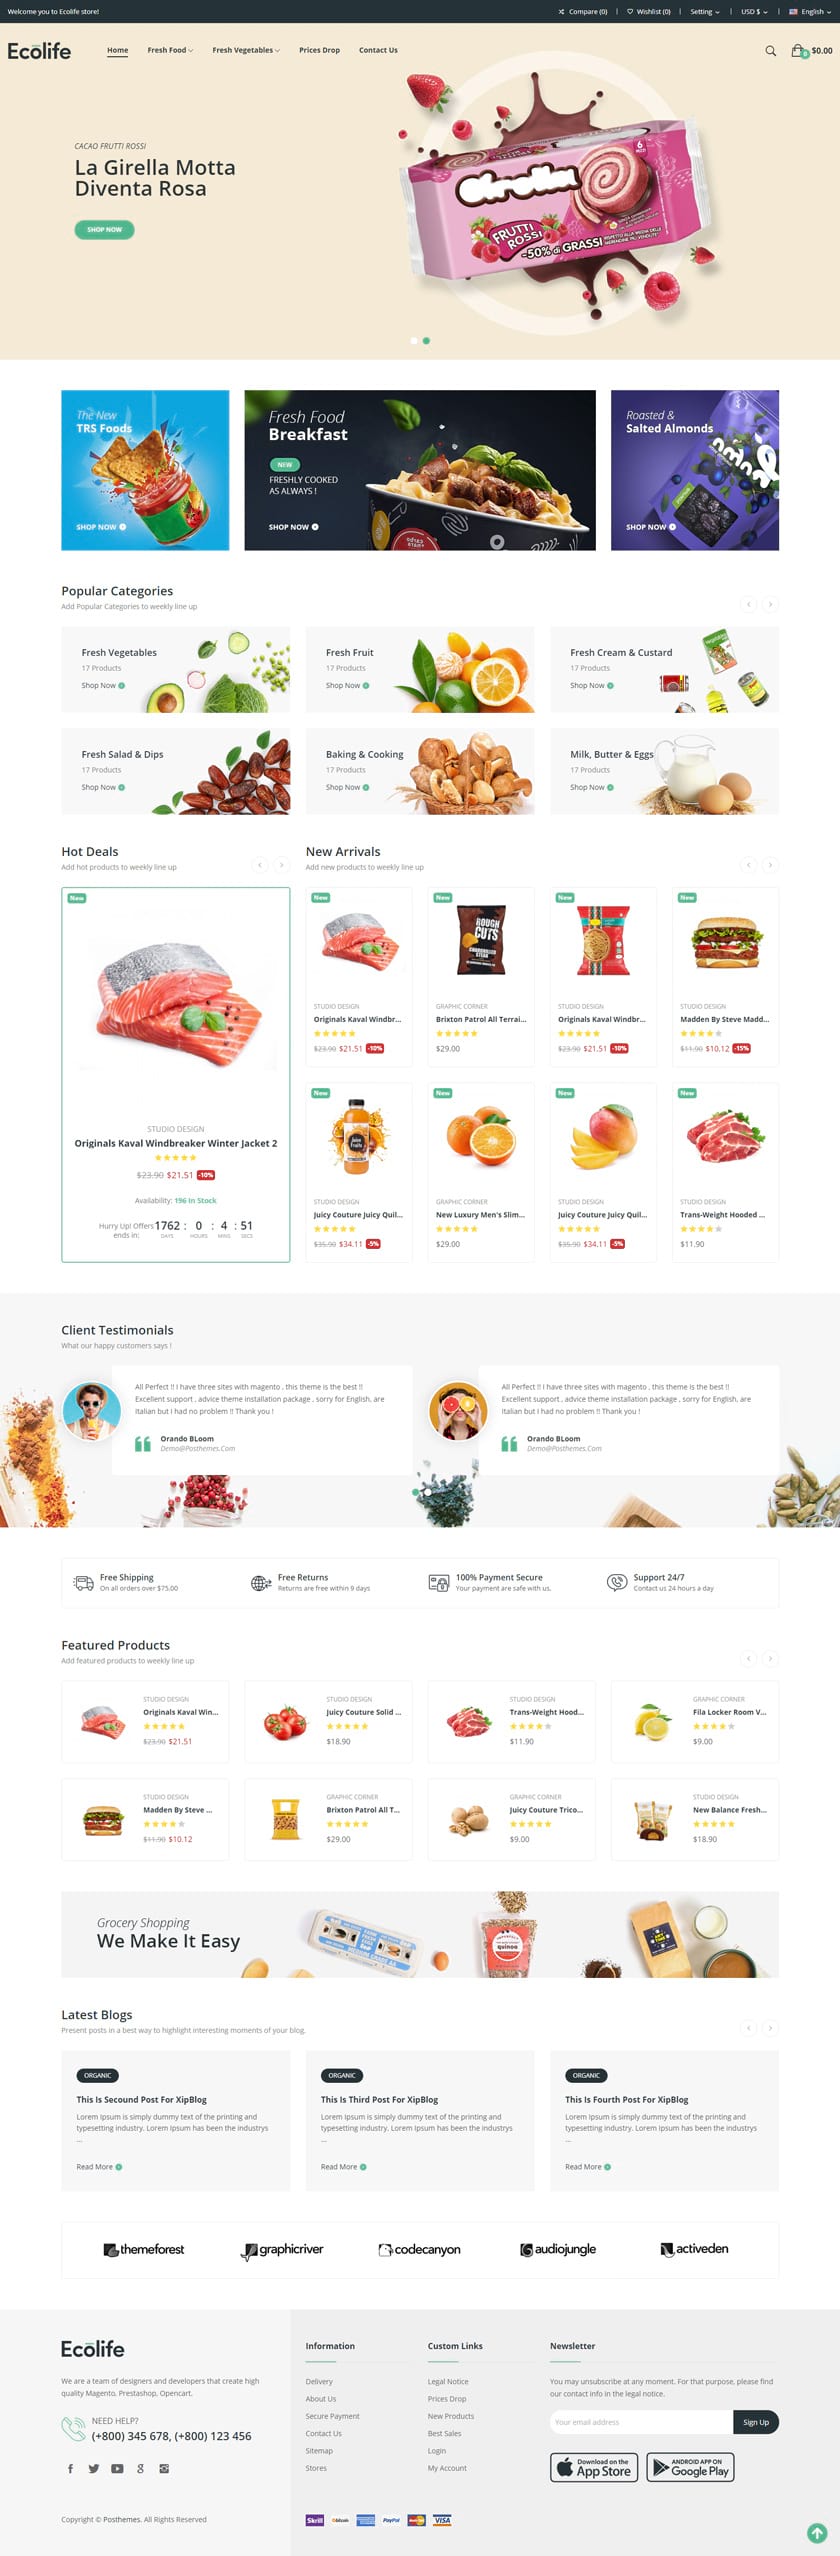 Welcome you to Ecolife store!
Compare (0)
Wishlist (0)
Setting
USD $
English
Ecolife
Home
Fresh Food
Fresh Vegetables
Prices Drop
Contact Us
0
$0.00
CACAO FRUTTI ROSSI
La Girella Motta
Diventa Rosa
SHOP NOW
6
FRUTTI
ROSSI
-50% di GRASSI
The New
TRS Foods
SHOP NOW
Fresh Food
Breakfast
NEW
FRESHLY COOKED
AS ALWAYS !
SHOP NOW
Roasted &
Salted Almonds
SHOP NOW
Popular Categories
Add Popular Categories to weekly line up
Fresh Vegetables
17 Products
Shop Now
Fresh Fruit
17 Products
Shop Now
Fresh Cream & Custard
17 Products
Shop Now
Fresh Salad & Dips
17 Products
Shop Now
Baking & Cooking
17 Products
Shop Now
Milk, Butter & Eggs
17 Products
Shop Now
Hot Deals
Add hot products to weekly line up
New
STUDIO DESIGN
Originals Kaval Windbreaker Winter Jacket 2
$23.90 $21.51 -10%
Availability: 196 In Stock
Hurry Up! Offers
ends in:
1762 : 0 : 4 : 51
DAYS HOURS MINS SECS
New Arrivals
Add new products to weekly line up
New
STUDIO DESIGN
Originals Kaval Windbr...
$23.90 $21.51 -10%
New
ROUGH
CUTS
GRAPHIC CORNER
Brixton Patrol All Terrai...
$29.00
New
STUDIO DESIGN
Originals Kaval Windbr...
$23.90 $21.51 -10%
New
STUDIO DESIGN
Madden By Steve Madd...
$11.90 $10.12 -15%
New
Juice
Fruits
STUDIO DESIGN
Juicy Couture Juicy Quil...
$35.90 $34.11 -5%
New
GRAPHIC CORNER
New Luxury Men's Slim...
$29.00
New
STUDIO DESIGN
Juicy Couture Juicy Quil...
$35.90 $34.11 -5%
New
STUDIO DESIGN
Trans-Weight Hooded ...
$11.90
Client Testimonials
What our happy customers says !
All Perfect !! I have three sites with magento , this theme is the best !!
Excellent support , advice theme installation package , sorry for English, are
Italian but I had no problem !! Thank you !
Orando BLoom
Demo@Posthemes.Com
All Perfect !! I have three sites with magento , this theme is the best !!
Excellent support , advice theme installation package , sorry for English, are
Italian but I had no problem !! Thank you !
Orando BLoom
Demo@Posthemes.Com
Free Shipping
On all orders over $75.00
Free Returns
Returns are free within 9 days
100% Payment Secure
Your payment are safe with us.
Support 24/7
Contact us 24 hours a day
Featured Products
Add featured products to weekly line up
STUDIO DESIGN
Originals Kaval Win...
$23.90 $21.51
STUDIO DESIGN
Juicy Couture Solid ...
$18.90
STUDIO DESIGN
Trans-Weight Hood...
$11.90
GRAPHIC CORNER
Fila Locker Room V...
$9.00
STUDIO DESIGN
Madden By Steve ...
$11.90 $10.12
GRAPHIC CORNER
Brixton Patrol All T...
$29.00
GRAPHIC CORNER
Juicy Couture Trico...
$9.00
STUDIO DESIGN
New Balance Fresh...
$18.90
Grocery Shopping
We Make It Easy
quinoa
Latest Blogs
Present posts in a best way to highlight interesting moments of your blog.
ORGANIC
This Is Secound Post For XipBlog
Lorem Ipsum is simply dummy text of the printing and
typesetting industry. Lorem Ipsum has been the industrys
...
Read More
ORGANIC
This Is Third Post For XipBlog
Lorem Ipsum is simply dummy text of the printing and
typesetting industry. Lorem Ipsum has been the industrys
...
Read More
ORGANIC
This Is Fourth Post For XipBlog
Lorem Ipsum is simply dummy text of the printing and
typesetting industry. Lorem Ipsum has been the industrys
...
Read More
themeforest
graphicriver
codecanyon
audiojungle
activeden
Ecolife
We are a team of designers and developers that create high
quality Magento, Prestashop, Opencart.
NEED HELP?
(+800) 345 678, (+800) 123 456
Copyright © Posthemes. All Rights Reserved
Information
Delivery
About Us
Secure Payment
Contact Us
Sitemap
Stores
Custom Links
Legal Notice
Prices Drop
New Products
Best Sales
Login
My Account
Newsletter
You may unsubscribe at any moment. For that purpose, please find
our contact info in the legal notice.
Your email address
Sign Up
Download on the
App Store
ANDROID APP ON
Google Play
Skrill
bitcoin
PayPal
VISA